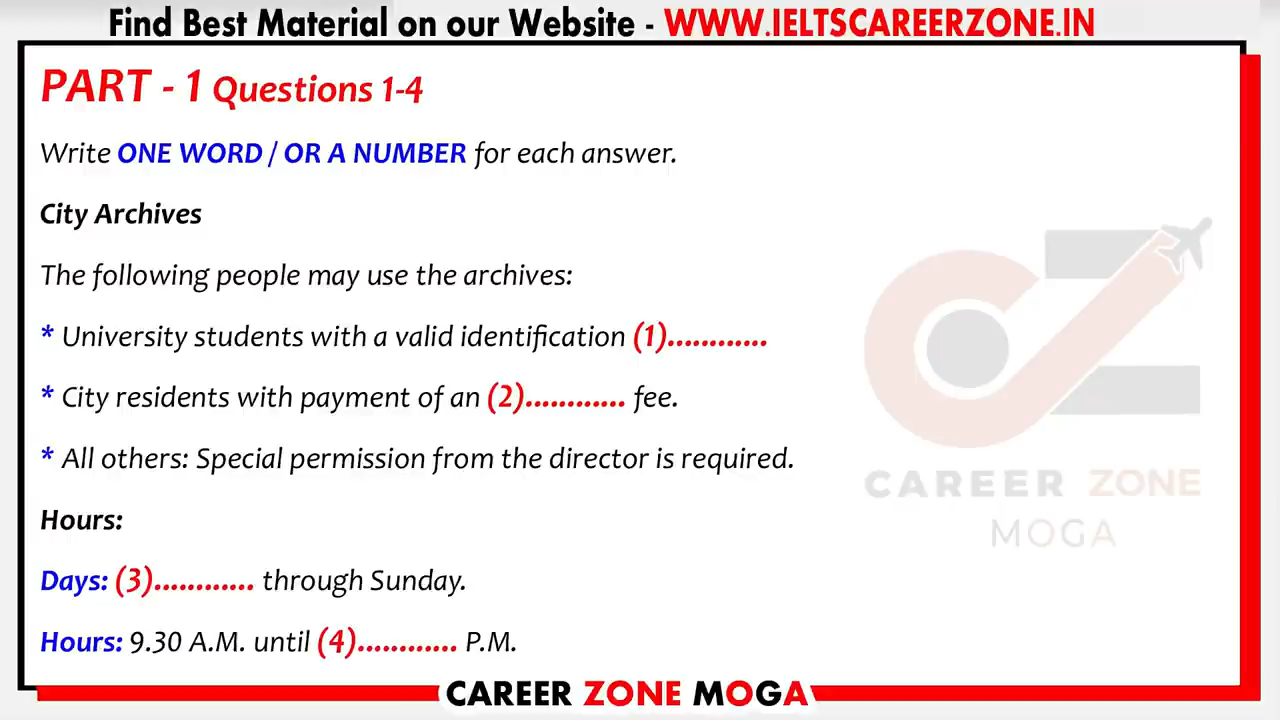 Find Best Material on our Website - WWW.IELTSCAREERZONE.IN
PART - 1 Questions 1-4
Write ONE WORD / OR A NUMBER for each answer.
City Archives
The following people may use the archives:
* University students with a valid identification (1)............
* City residents with payment of an (2)............ fee.
* All others: Special permission from the director is required.
CAREER ZONE
MOGA
Hours:
Days: (3)............ through Sunday.
Hours: 9.30 A.M. until (4)............ P.M.
CAREER ZONE MOGA